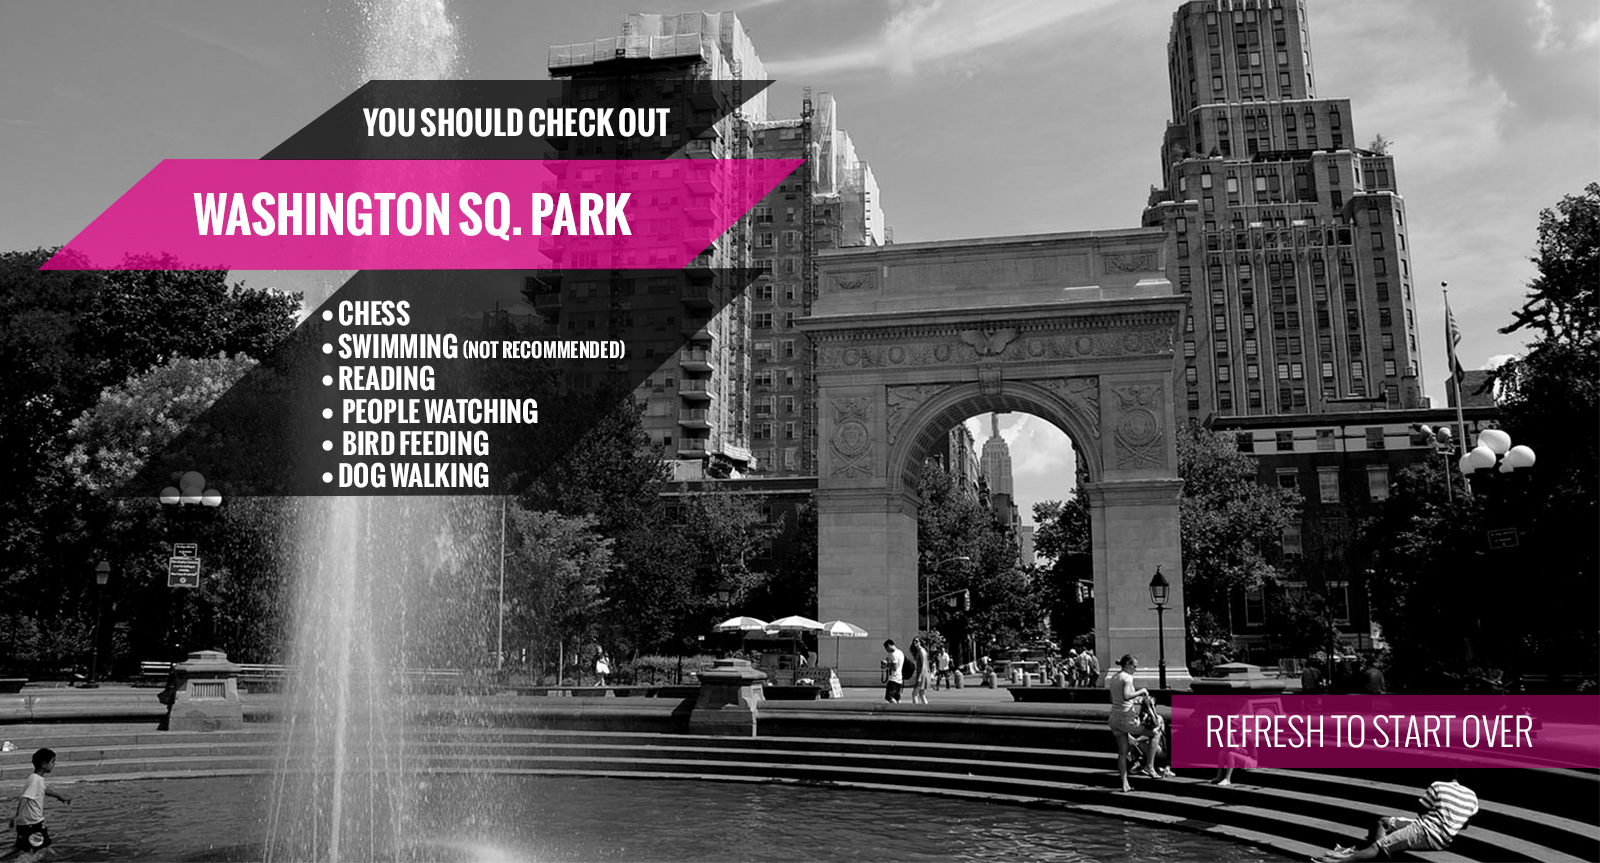 YOU SHOULD CHECK OUT
WASHINGTON SQ. PARK
• CHESS
• SWIMMING (NOT RECOMMENDED)
• READING
• PEOPLE WATCHING
• BIRD FEEDING
• DOG WALKING
REFRESH TO START OVER